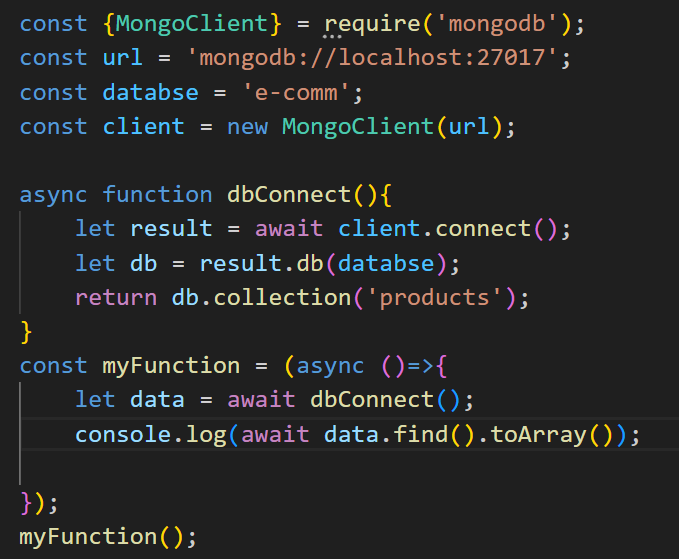 const {MongoClient} = require('mongodb');
const url = 'mongodb://localhost:27017';
const databse = 'e-comm';
const client = new MongoClient(url);
async function dbConnect(){
let result = await client.connect();
let db = result.db(databse);
return db.collection('products');
}
const myFunction = (async ()=>{
let data = await dbConnect();
console.log(await data.find().toArray());
});
myFunction();